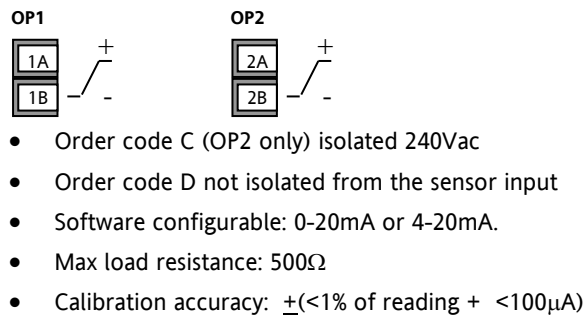 OP1 OP2
1A + 2A +
1B - 2B -
• Order code C (OP2 only) isolated 240Vac
• Order code D not isolated from the sensor input
• Software configurable: 0-20mA or 4-20mA.
• Max load resistance: 500Ω
• Calibration accuracy: +(<1% of reading + <100µA)